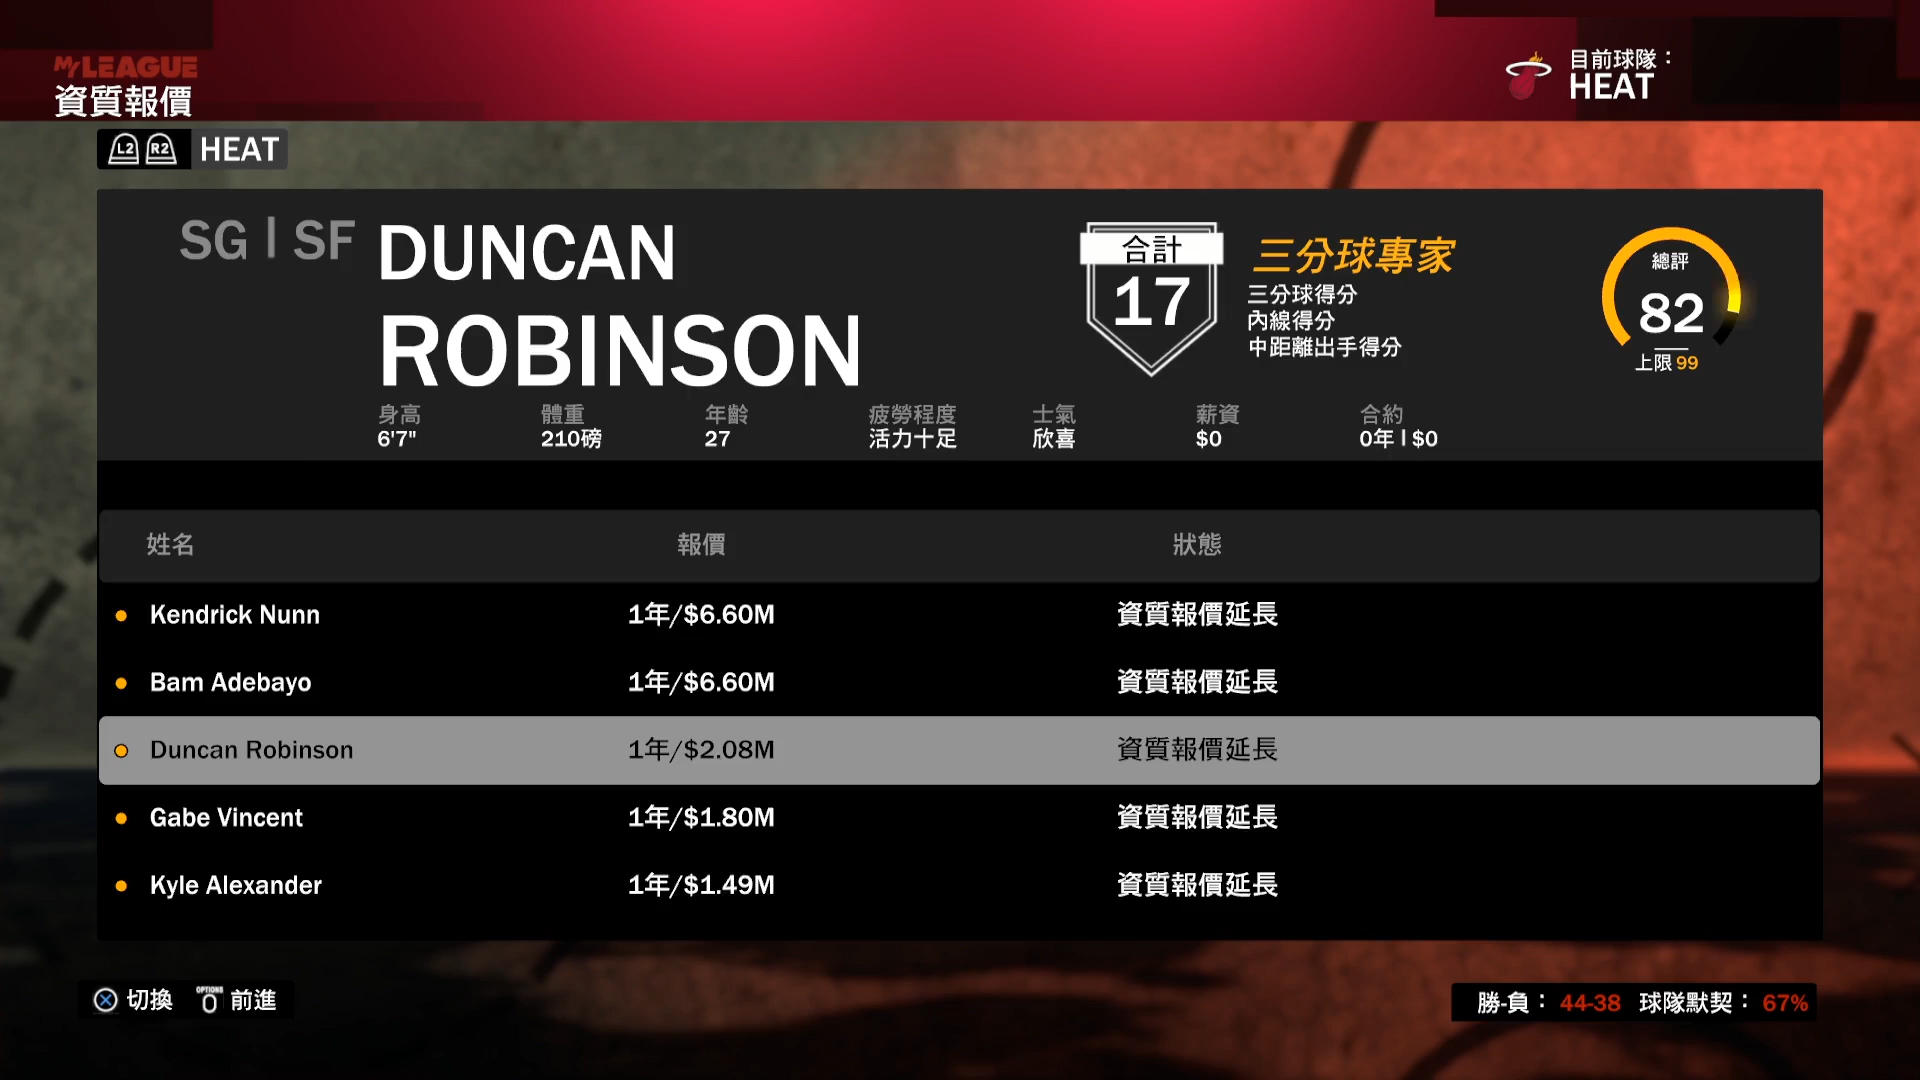 MyLEAGUE
資質報價
目前球隊：
HEAT
L2 R2 HEAT
SG | SF DUNCAN
ROBINSON
合計
17
三分球專家
三分球得分
內線得分
中距離出手得分
總評
82
上限 99
身高 體重 年齡 疲勞程度 士氣 薪資 合約
6'7" 210磅 27 活力十足 欣喜 $0 0年 | $0
姓名 報價 狀態
Kendrick Nunn 1年/$6.60M 資質報價延長
Bam Adebayo 1年/$6.60M 資質報價延長
Duncan Robinson 1年/$2.08M 資質報價延長
Gabe Vincent 1年/$1.80M 資質報價延長
Kyle Alexander 1年/$1.49M 資質報價延長
切換 OPTIONS 前進
勝-負： 44-38 球隊默契： 67%